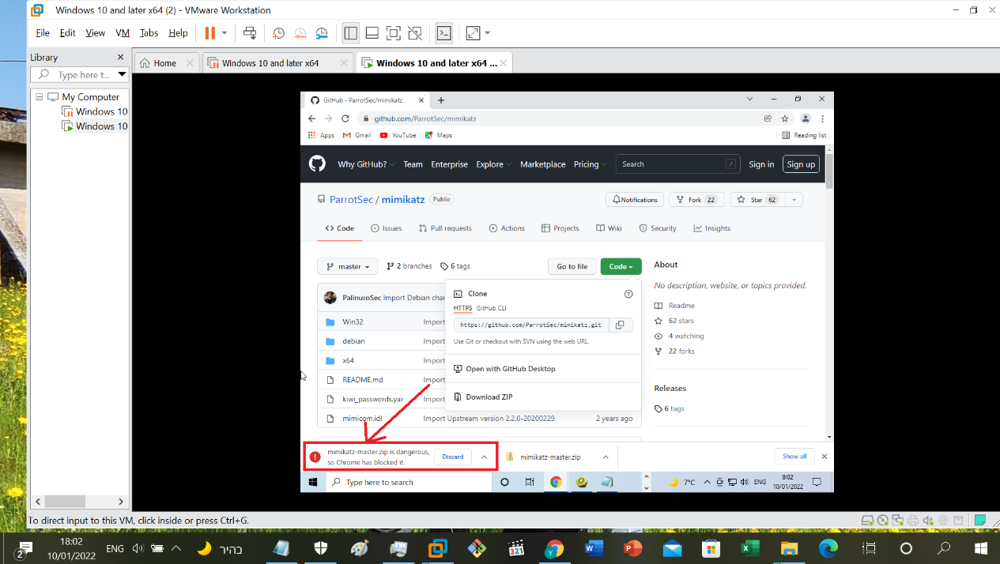 Windows 10 and later x64 (2) - VMware Workstation
File Edit View VM Tabs Help
Library
Type here t...
My Computer
Windows 10
Windows 10
Home
Windows 10 and later x64
Windows 10 and later x64 ...
GitHub - ParrotSec/mimikatz
github.com/ParrotSec/mimikatz
Apps Gmail YouTube Maps Reading list
Why GitHub? Team Enterprise Explore Marketplace Pricing Search / Sign in Sign up
ParrotSec / mimikatz Public
Notifications Fork 22 Star 62
Code Issues Pull requests Actions Projects Wiki Security Insights
master 2 branches 6 tags Go to file Code
PalinuroSec Import Debian char
Win32 Import
debian Import
x64 Import
README.md Import
kiwi_passwords.yar Import
mimicom.idl Import Upstream version 2.2.0-20200229 2 years ago
Clone
HTTPS GitHub CLI
https://github.com/ParrotSec/mimikatz.git
Use Git or checkout with SVN using the web URL.
Open with GitHub Desktop
Download ZIP
About
No description, website, or topics provided.
Readme
62 stars
4 watching
22 forks
Releases
6 tags
mimikatz-master.zip is dangerous,
so Chrome has blocked it.
Discard
mimikatz-master.zip
Show all
Type here to search
7°C
ENG
8:02
10/01/2022
To direct input to this VM, click inside or press Ctrl+G.
2
18:02
10/01/2022
ENG
בהיר
321